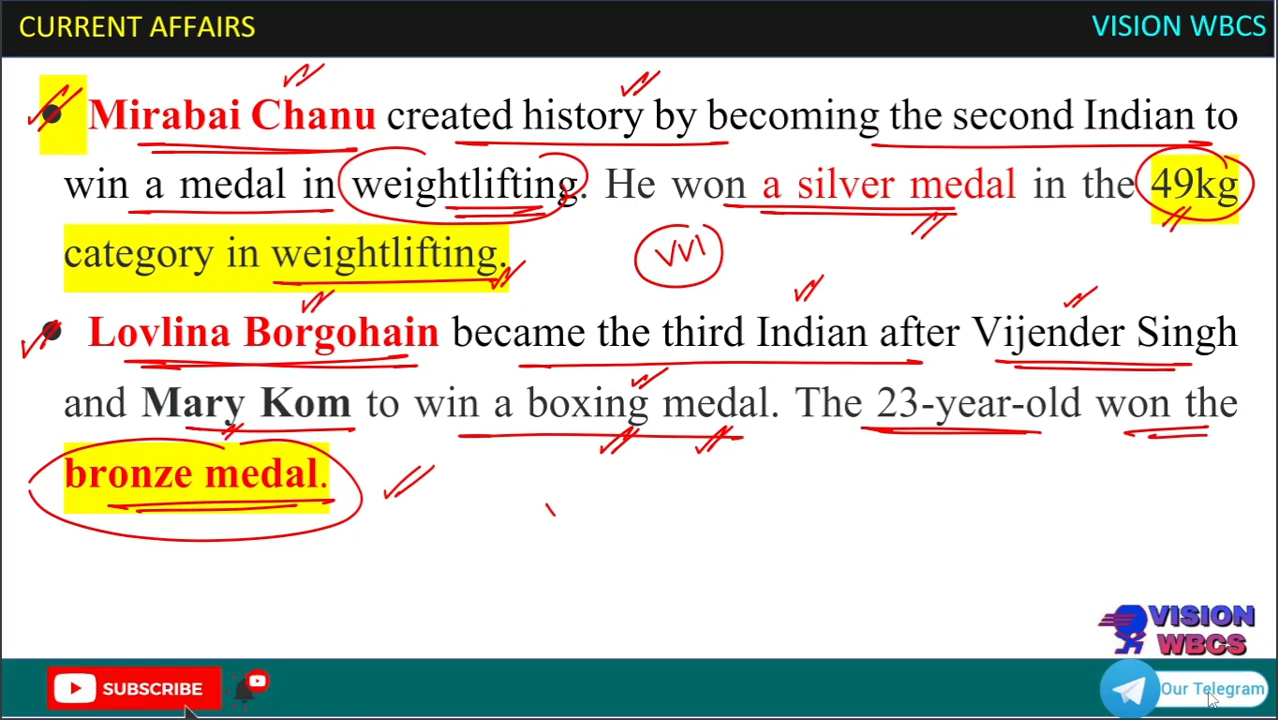 CURRENT AFFAIRS
VISION WBCS
Mirabai Chanu created history by becoming the second Indian to
win a medal in weightlifting. He won a silver medal in the 49kg
category in weightlifting.
VVI
Lovlina Borgohain became the third Indian after Vijender Singh
and Mary Kom to win a boxing medal. The 23-year-old won the
bronze medal.
VISION
WBCS
SUBSCRIBE
Our Telegram